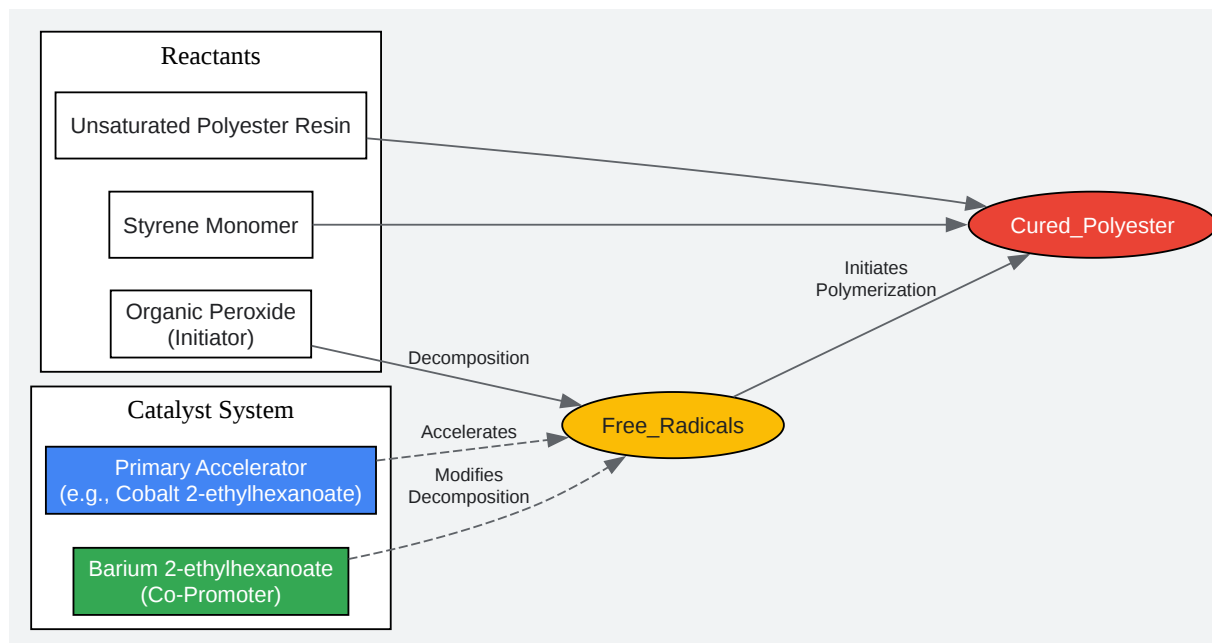 Reactants
Unsaturated Polyester Resin
Styrene Monomer
Organic Peroxide
(Initiator)
Catalyst System
Primary Accelerator
(e.g., Cobalt 2-ethylhexanoate)
Barium 2-ethylhexanoate
(Co-Promoter)
Decomposition
Accelerates
Modifies
Decomposition
Free_Radicals
Initiates
Polymerization
Cured_Polyester